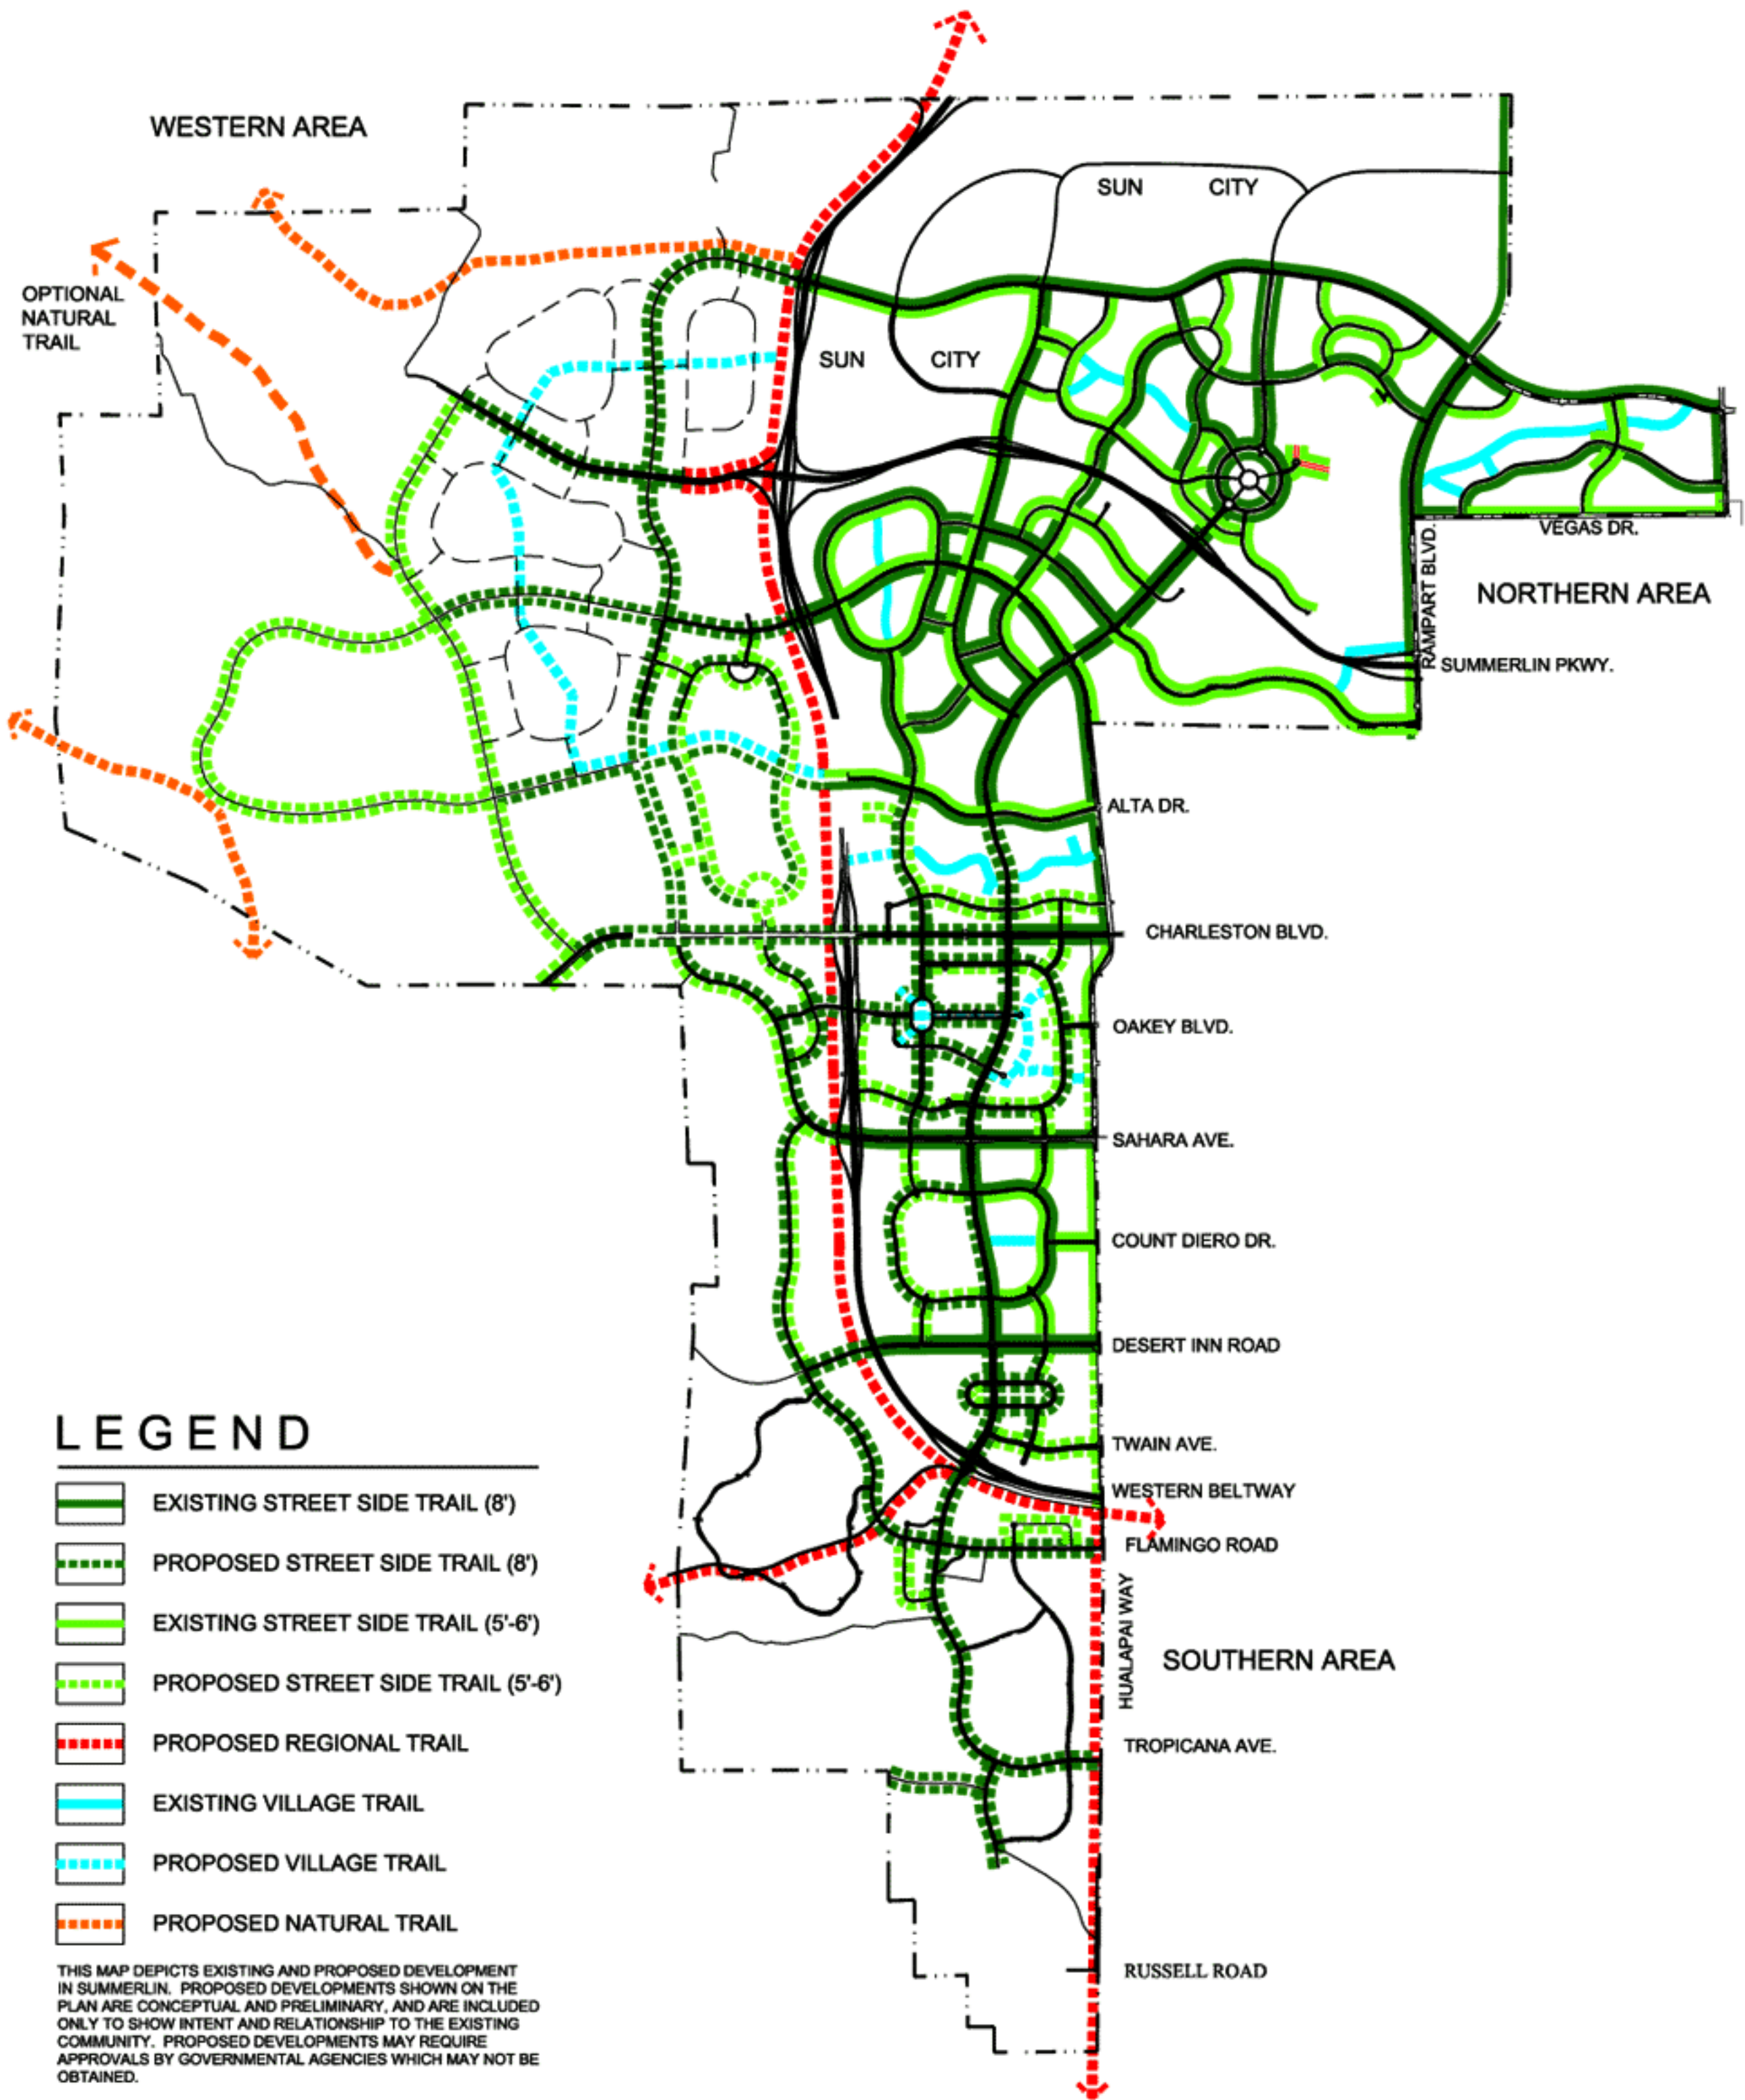 WESTERN AREA
SUN CITY
OPTIONAL
NATURAL
TRAIL
SUN CITY
VEGAS DR.
RAMPART BLVD.
NORTHERN AREA
SUMMERLIN PKWY.
ALTA DR.
CHARLESTON BLVD.
OAKEY BLVD.
SAHARA AVE.
COUNT DIERO DR.
DESERT INN ROAD
TWAIN AVE.
WESTERN BELTWAY
FLAMINGO ROAD
HUALAPAI WAY
SOUTHERN AREA
TROPICANA AVE.
RUSSELL ROAD
LEGEND
EXISTING STREET SIDE TRAIL (8')
PROPOSED STREET SIDE TRAIL (8')
EXISTING STREET SIDE TRAIL (5'-6')
PROPOSED STREET SIDE TRAIL (5'-6')
PROPOSED REGIONAL TRAIL
EXISTING VILLAGE TRAIL
PROPOSED VILLAGE TRAIL
PROPOSED NATURAL TRAIL
THIS MAP DEPICTS EXISTING AND PROPOSED DEVELOPMENT
IN SUMMERLIN. PROPOSED DEVELOPMENTS SHOWN ON THE
PLAN ARE CONCEPTUAL AND PRELIMINARY, AND ARE INCLUDED
ONLY TO SHOW INTENT AND RELATIONSHIP TO THE EXISTING
COMMUNITY. PROPOSED DEVELOPMENTS MAY REQUIRE
APPROVALS BY GOVERNMENTAL AGENCIES WHICH MAY NOT BE
OBTAINED.